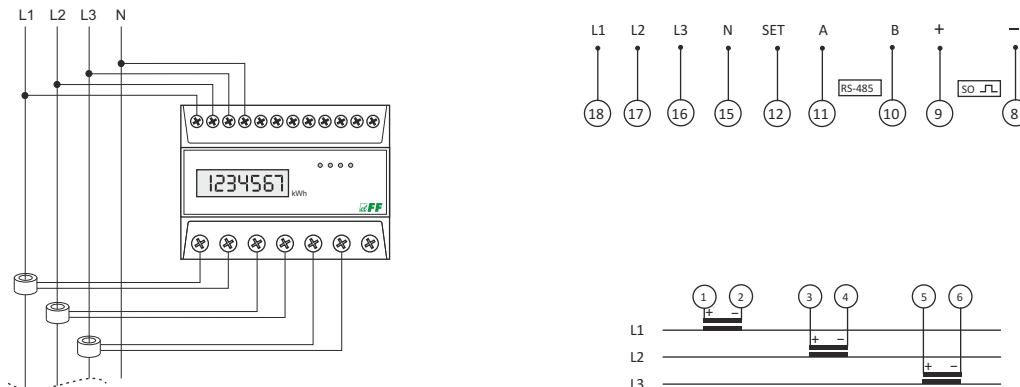 L1 L2 L3 N
1234567
kWh
FF
L1 L2 L3 N SET A B + −
RS-485
SO
18 17 16 15 12 11 10 9 8
1 2 3 4 5 6
+ −
L1
+ −
L2
+ −
L3